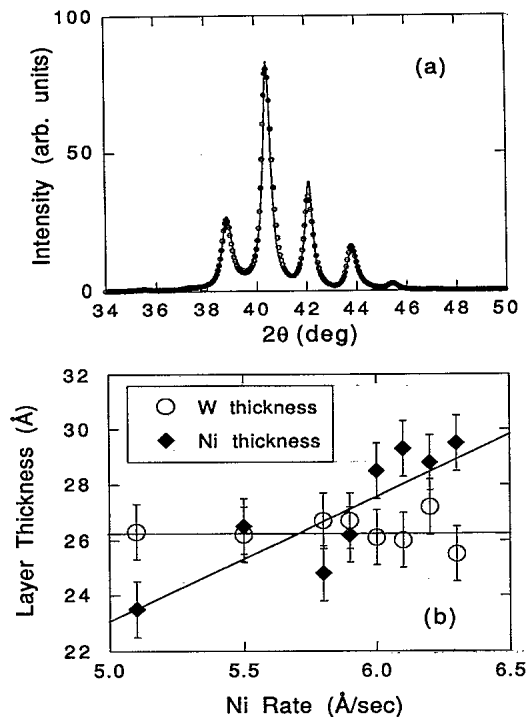 100
(a)
50
0
Intensity (arb. units)
34 36 38 40 42 44 46 48 50
2θ (deg)
32
30
28
26
24
22
Layer Thickness (Å)
W thickness
Ni thickness
(b)
5.0 5.5 6.0 6.5
Ni Rate (Å/sec)